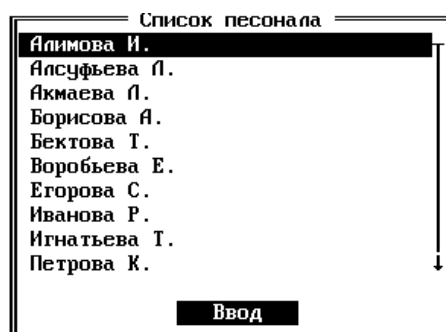 Список песонала
Алимова И.
Алсуфьева Л.
Акмаева Л.
Борисова А.
Бектова Т.
Воробьева Е.
Егорова С.
Иванова Р.
Игнатьева Т.
Петрова К.
Ввод